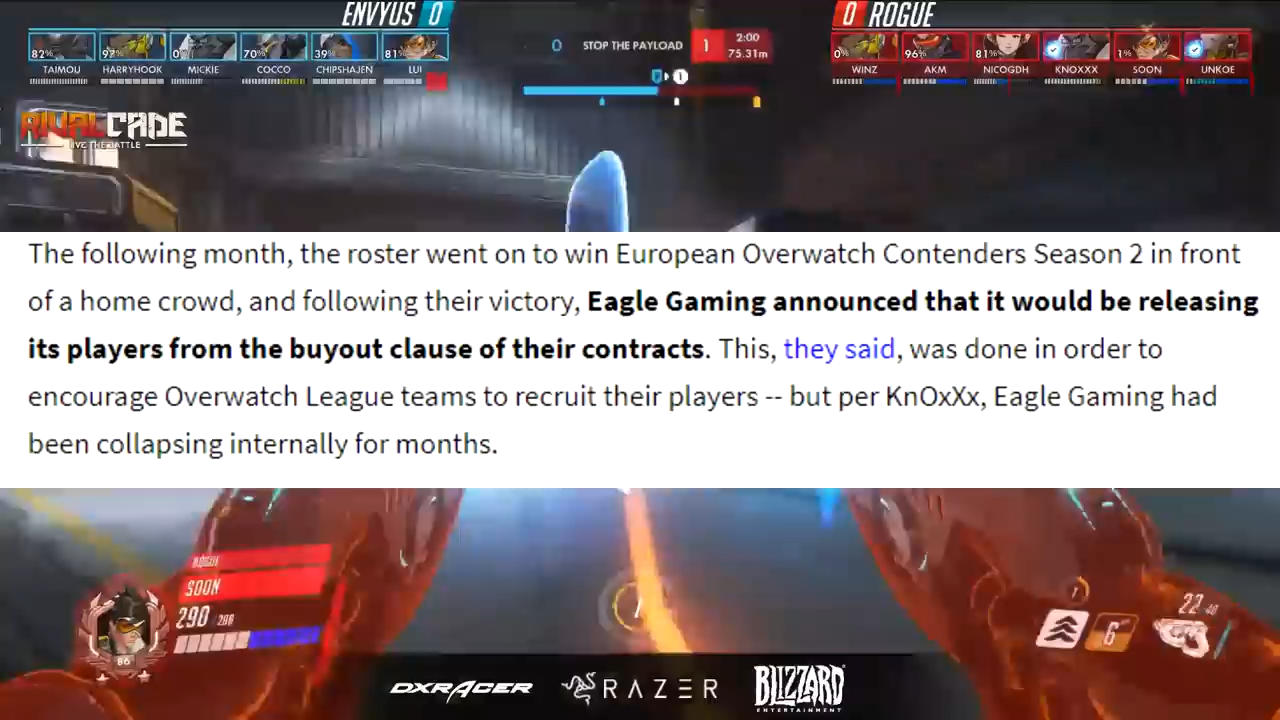 ENVYUS 0
0 ROGUE
82% 97% 0% 70% 39% 81%
TAIMOU HARRYHOOK MICKIE COCCO CHIPSHAJEN LUI
0 STOP THE PAYLOAD 1 2:00
75.31m
1
0% 96% 81% 1%
WINZ AKM NICOGDH KNOXXX SOON UNKOE
RIVALCADE
LIVE THE BATTLE
The following month, the roster went on to win European Overwatch Contenders Season 2 in front
of a home crowd, and following their victory, Eagle Gaming announced that it would be releasing
its players from the buyout clause of their contracts. This, they said, was done in order to
encourage Overwatch League teams to recruit their players -- but per KnOxXx, Eagle Gaming had
been collapsing internally for months.
ROGUE
SOON
290
86
6
22 40
DXRACER RAZER BLIZZARD
ENTERTAINMENT